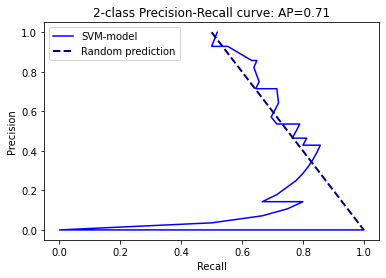 2-class Precision-Recall curve: AP=0.71
SVM-model
Random prediction
Precision
1.0
0.8
0.6
0.4
0.2
0.0
0.0 0.2 0.4 0.6 0.8 1.0
Recall